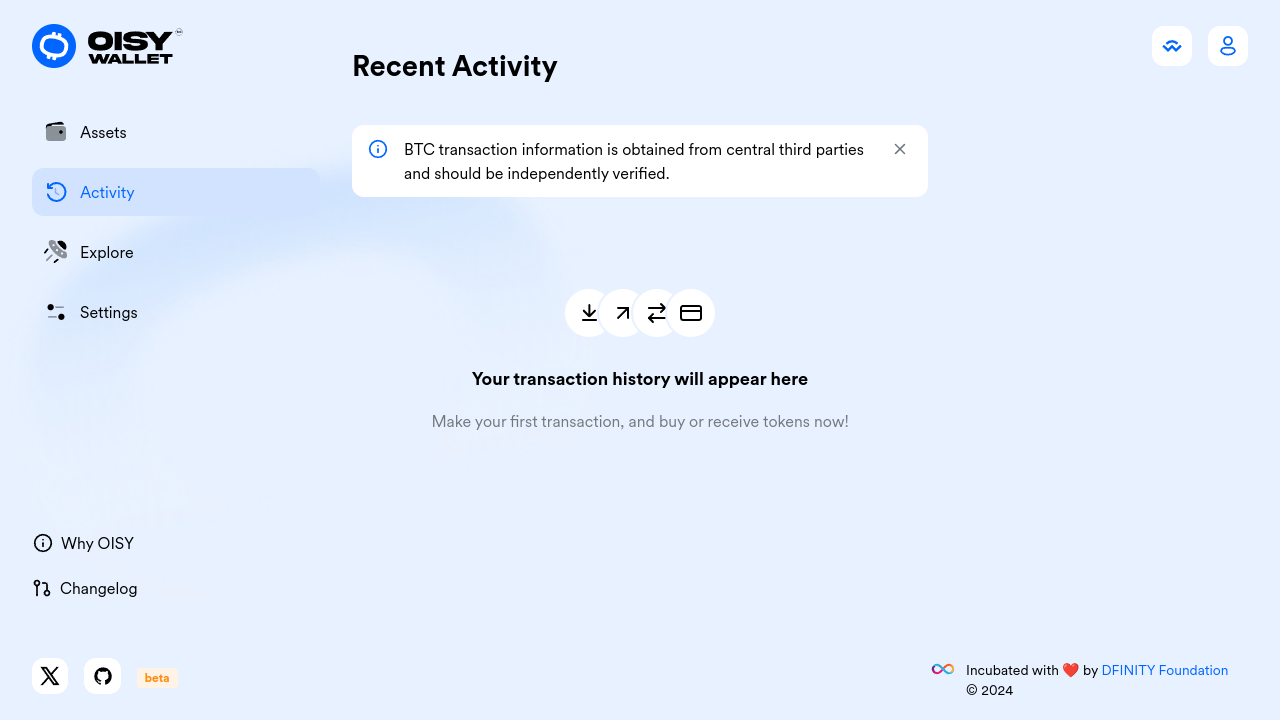 OISY
WALLET
Recent Activity
Assets
BTC transaction information is obtained from central third parties
and should be independently verified.
Activity
Explore
Settings
Your transaction history will appear here
Make your first transaction, and buy or receive tokens now!
Why OISY
Changelog
beta
Incubated with ❤️ by DFINITY Foundation
© 2024